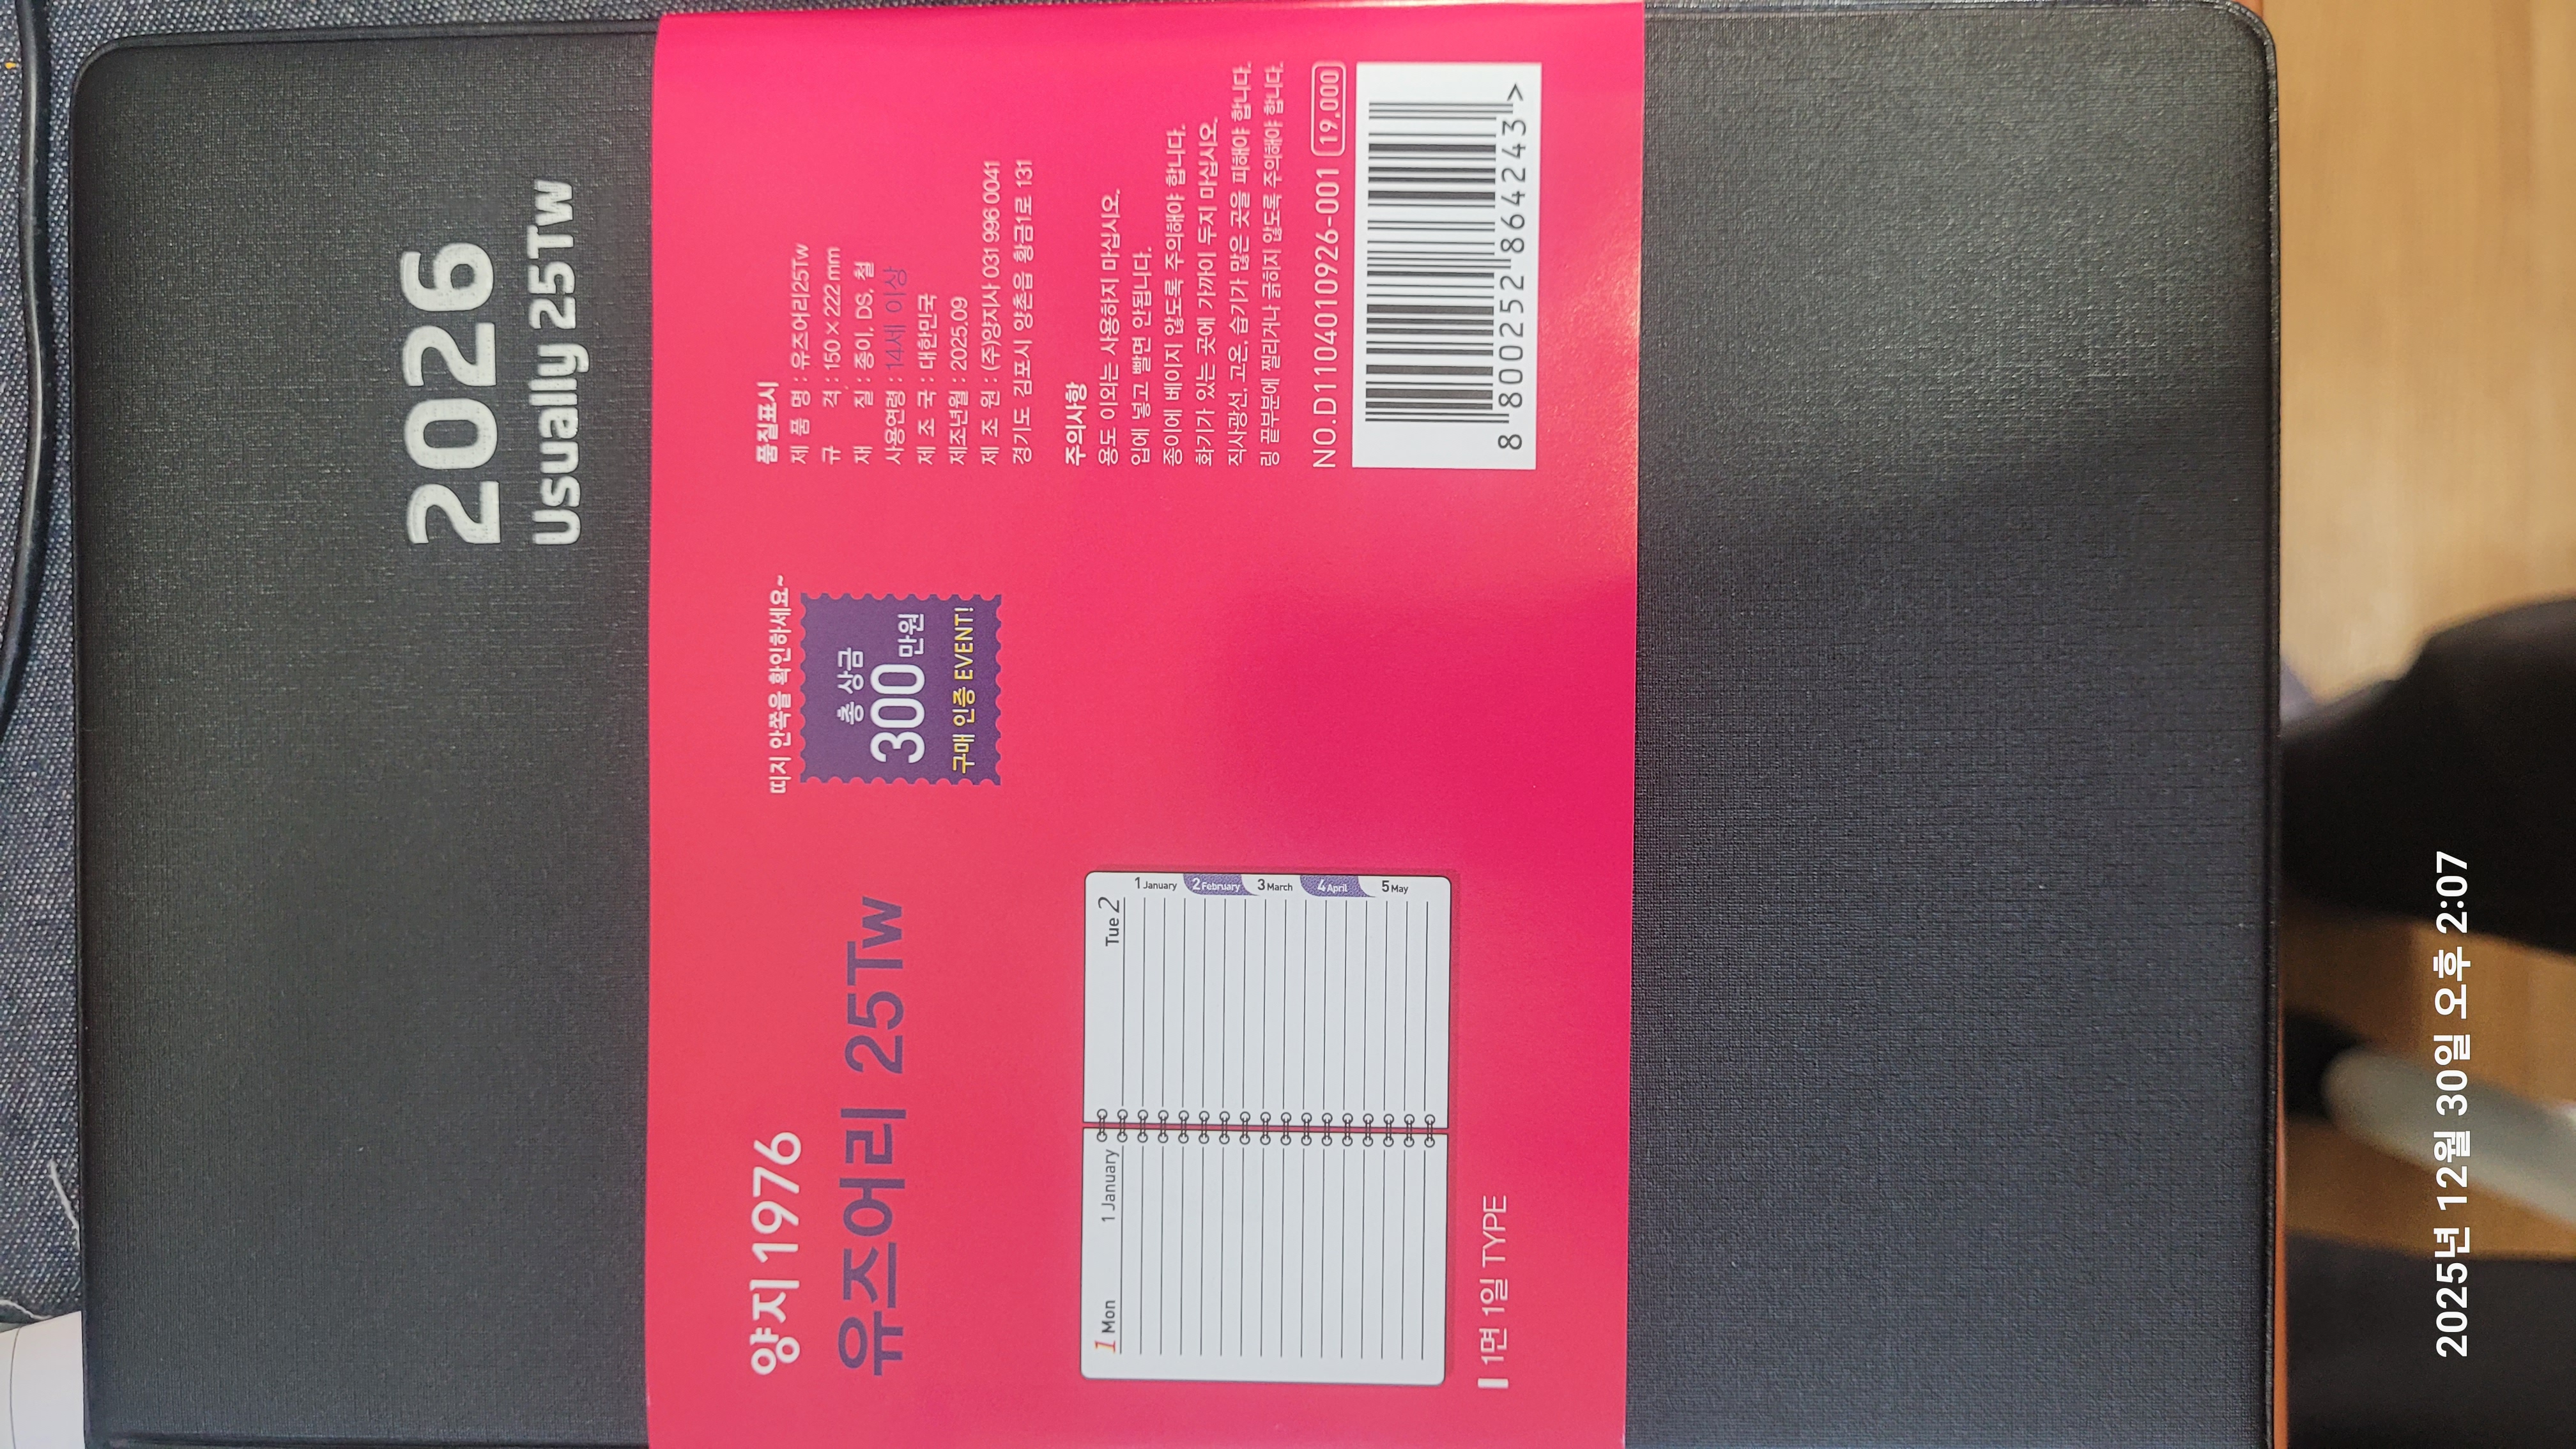 2026
Usually 25Tw
양지 1976
유즈어리 25Tw
띠지 안쪽을 확인하세요~
총 상금
300만원
구매 인증 EVENT!
품질표시
제 품 명 : 유즈어리25Tw
규 격 : 150×222 mm
재 질 : 종이, DS, 철
사용연령 : 14세 이상
제 조 국 : 대한민국
제조년월 : 2025.09
제 조 원 : (주)양지사 031 996 0041
경기도 김포시 양촌읍 황금1로 131
주의사항
용도 이외는 사용하지 마십시오.
입에 넣고 빨면 안됩니다.
종이에 베이지 않도록 주의해야 합니다.
화기가 있는 곳에 가까이 두지 마십시오.
직사광선, 고온, 습기가 많은 곳을 피해야 합니다.
링 끝부분에 찔리거나 긁히지 않도록 주의해야 합니다.
NO.D1104010926-001 19,000
8 800252 864243 >
1 Mon 1 January
Tue 2
1 January
2 February
3 March
4 April
5 May
1면 1일 TYPE
2025년 12월 30일 오후 2:07